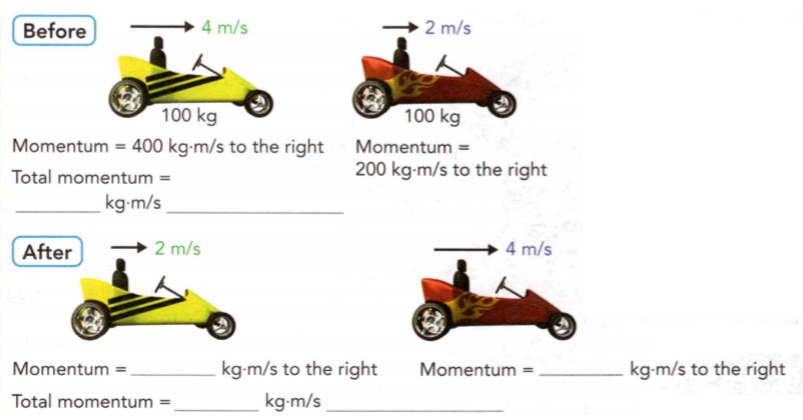 Before
4 m/s
2 m/s
100 kg
100 kg
Momentum = 400 kg·m/s to the right
Momentum =
200 kg·m/s to the right
Total momentum =
________ kg·m/s ________________
After
2 m/s
4 m/s
Momentum = ________ kg·m/s to the right
Momentum = ________ kg·m/s to the right
Total momentum = ________ kg·m/s ________________